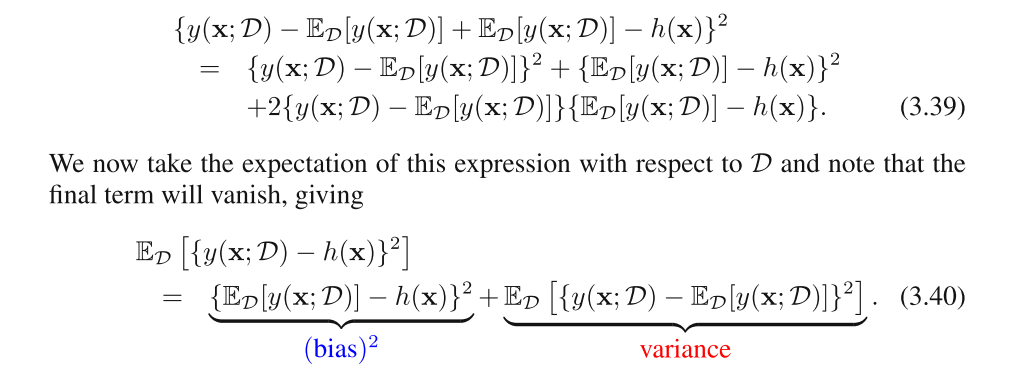 {y(x; 𝒟) − 𝔼_𝒟[y(x; 𝒟)] + 𝔼_𝒟[y(x; 𝒟)] − h(x)}²
= {y(x; 𝒟) − 𝔼_𝒟[y(x; 𝒟)]}² + {𝔼_𝒟[y(x; 𝒟)] − h(x)}²
+2{y(x; 𝒟) − 𝔼_𝒟[y(x; 𝒟)]}{𝔼_𝒟[y(x; 𝒟)] − h(x)}. (3.39)
We now take the expectation of this expression with respect to 𝒟 and note that the
final term will vanish, giving
𝔼_𝒟 [{y(x; 𝒟) − h(x)}²]
= {𝔼_𝒟[y(x; 𝒟)] − h(x)}² + 𝔼_𝒟 [{y(x; 𝒟) − 𝔼_𝒟[y(x; 𝒟)]}²] . (3.40)
(bias)² variance